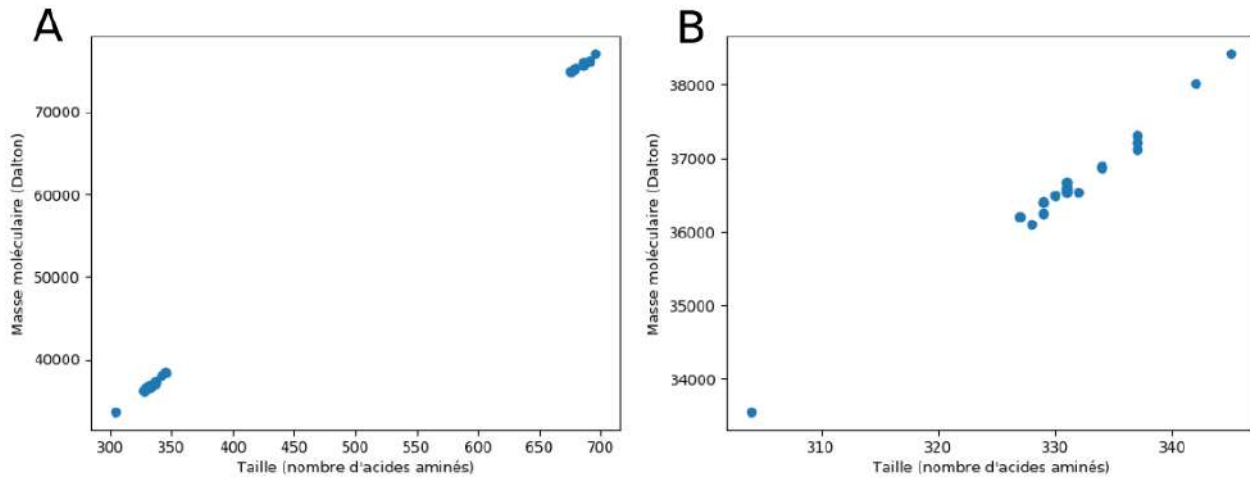 A
70000
60000
50000
40000
Masse moléculaire (Dalton)
300 350 400 450 500 550 600 650 700
Taille (nombre d'acides aminés)
B
38000
37000
36000
35000
34000
Masse moléculaire (Dalton)
310 320 330 340
Taille (nombre d'acides aminés)